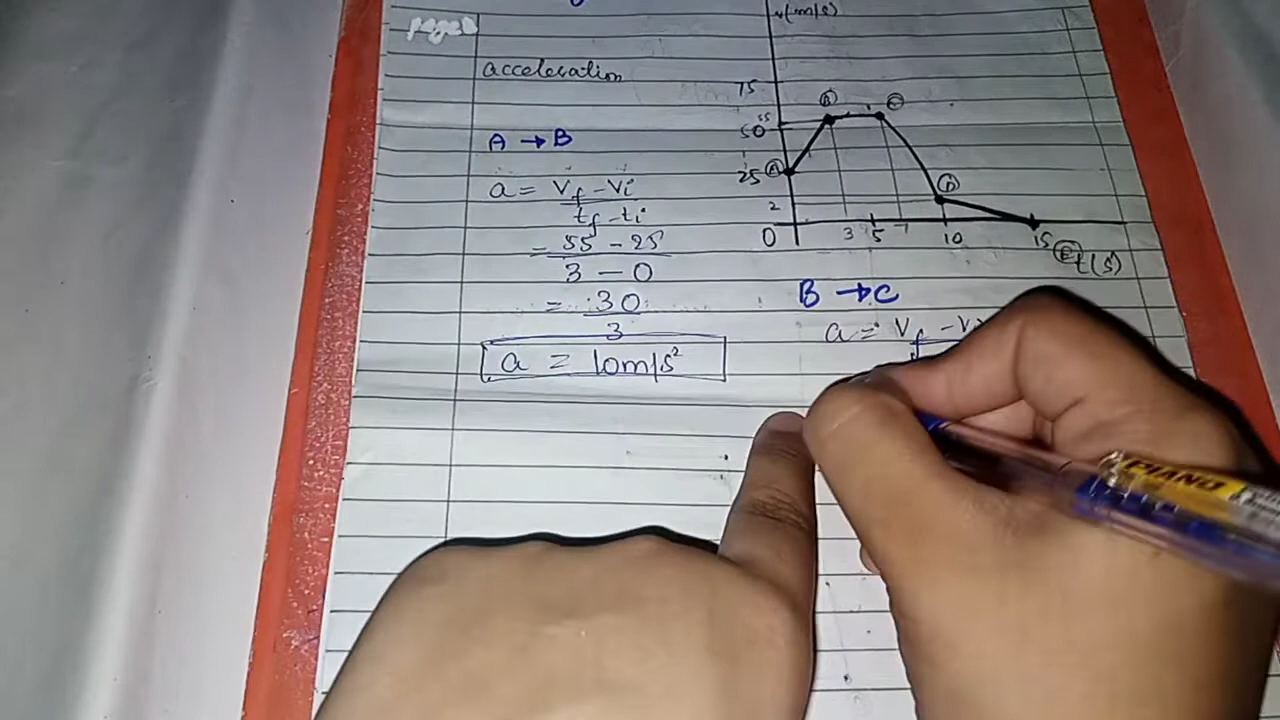 page
acceleration
A → B
a = Vf - Vi
tf - ti
= 55 - 25
3 - 0
= 30
3
a = 10m/s²
v(m/s)
75
55
50
25
2
0
3 5 7 10 15
A
B
C
D
E
t(s)
B → C
a = Vf - Vi
PIANO